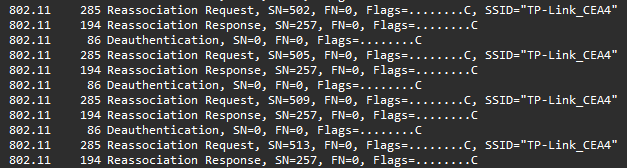 802.11 285 Reassociation Request, SN=502, FN=0, Flags=........C, SSID="TP-Link_CEA4"
802.11 194 Reassociation Response, SN=257, FN=0, Flags=........C
802.11 86 Deauthentication, SN=0, FN=0, Flags=........C
802.11 285 Reassociation Request, SN=505, FN=0, Flags=........C, SSID="TP-Link_CEA4"
802.11 194 Reassociation Response, SN=257, FN=0, Flags=........C
802.11 86 Deauthentication, SN=0, FN=0, Flags=........C
802.11 285 Reassociation Request, SN=509, FN=0, Flags=........C, SSID="TP-Link_CEA4"
802.11 194 Reassociation Response, SN=257, FN=0, Flags=........C
802.11 86 Deauthentication, SN=0, FN=0, Flags=........C
802.11 285 Reassociation Request, SN=513, FN=0, Flags=........C, SSID="TP-Link_CEA4"
802.11 194 Reassociation Response, SN=257, FN=0, Flags=........C